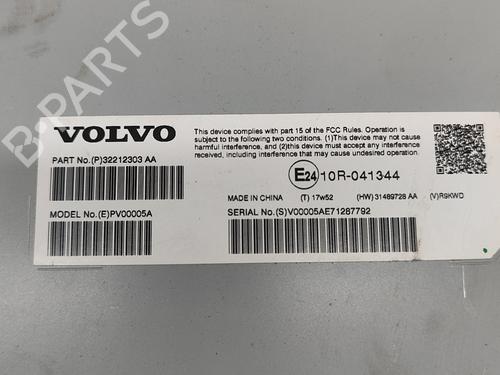 VOLVO
This device complies with part 15 of the FCC Rules. Operation is
subject to the following two conditions. (1)This device may not cause
harmful interference, and (2)this device must accept any interference
received, including interference that may cause undesired operation.
PART No.(P)32212303 AA
E24 10R-041344
MADE IN CHINA (T) 17w52 (HW) 31489728 AA (V)R9KWD
MODEL No.(E)PV00005A
SERIAL No.(S)V00005AE71287792
B-PARTS